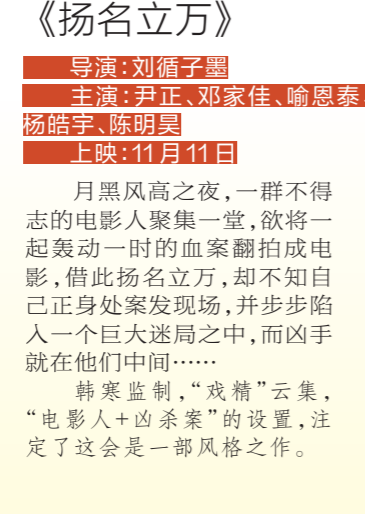 《扬名立万》
导演:刘循子墨
主演:尹正、邓家佳、喻恩泰、
杨皓宇、陈明昊
上映:11月11日
月黑风高之夜,一群不得
志的电影人聚集一堂,欲将一
起轰动一时的血案翻拍成电
影,借此扬名立万,却不知自
己正身处案发现场,并步步陷
入一个巨大迷局之中,而凶手
就在他们中间……
韩寒监制,“戏精”云集,
“电影人+凶杀案”的设置,注
定了这会是一部风格之作。